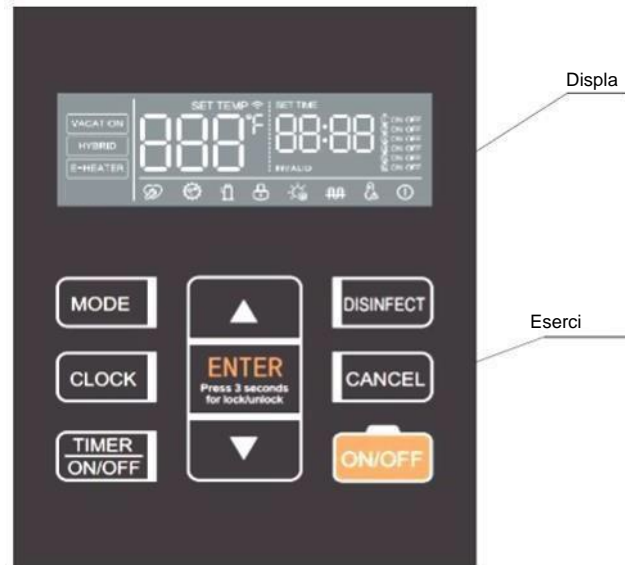 Displa
SET TEMP SET TIME
VACATION
888°F 88:88
HYBRID
E-HEATER
INVALID
ON OFF
ON OFF
ON OFF
ON OFF
ON OFF
ON OFF
MODE
DISINFECT
Eserci
ENTER
Press 3 seconds
for lock/unlock
CLOCK
CANCEL
TIMER
ON/OFF
ON/OFF